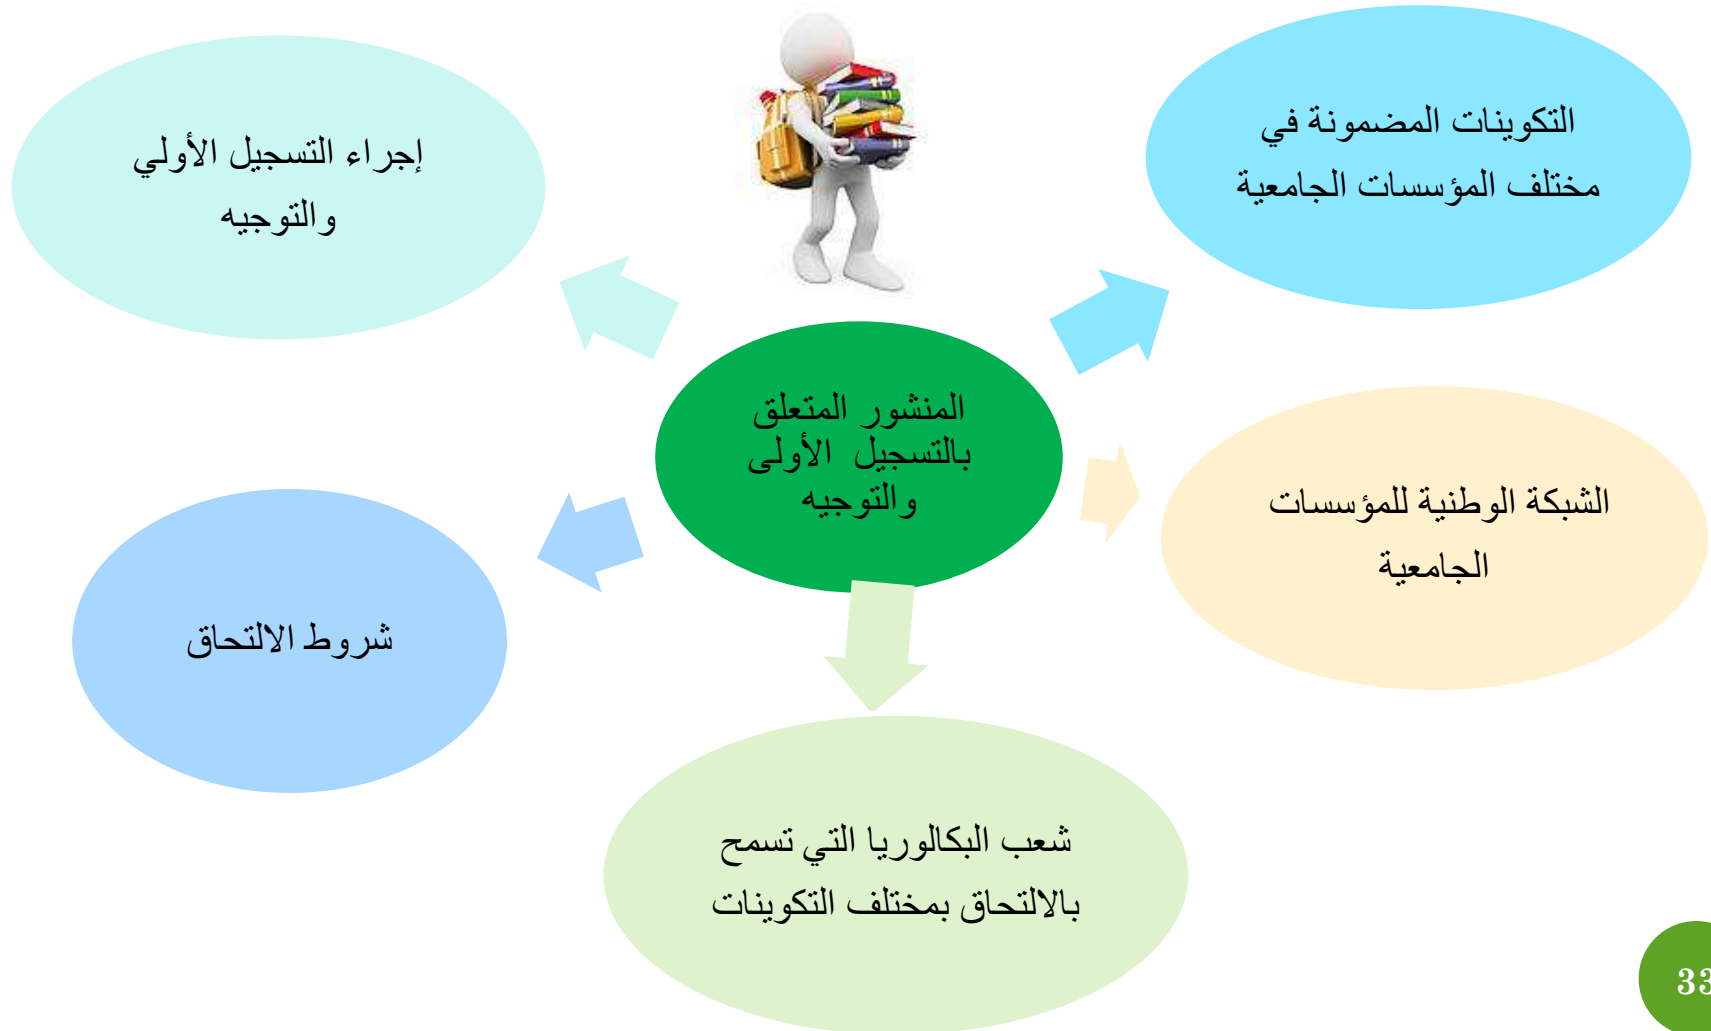 التكوينات المضمونة في
مختلف المؤسسات الجامعية
إجراء التسجيل الأولي
والتوجيه
المنشور المتعلق
بالتسجيل الأولى
والتوجيه
الشبكة الوطنية للمؤسسات
الجامعية
شروط الالتحاق
شعب البكالوريا التي تسمح
بالالتحاق بمختلف التكوينات
33